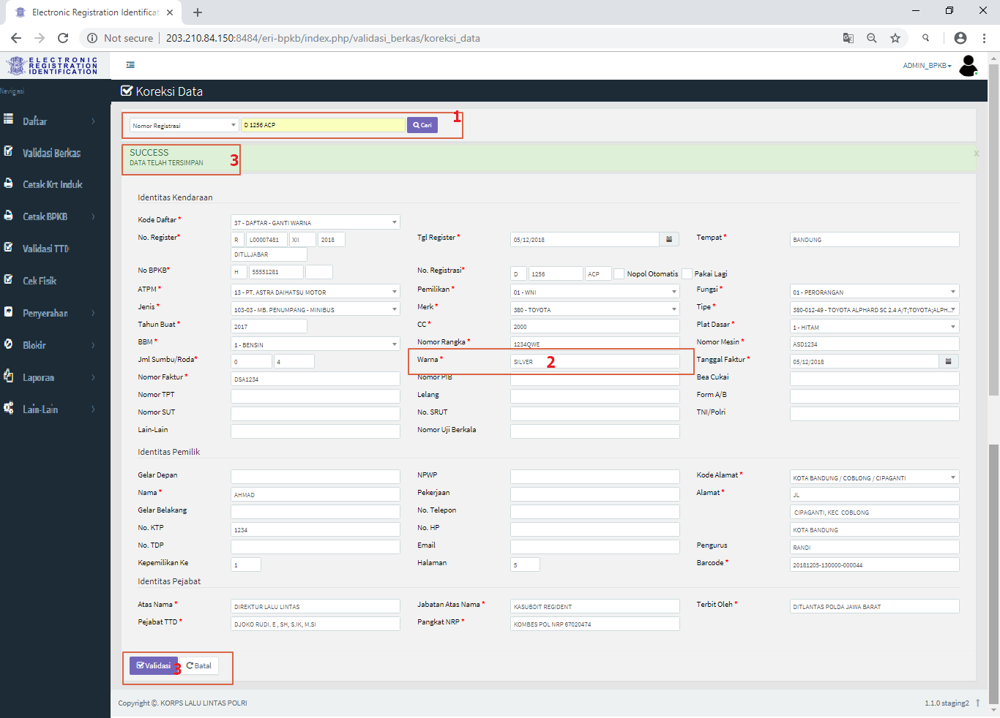 Electronic Registration Identificat
Not secure | 203.210.84.150:8484/eri-bpkb/index.php/validasi_berkas/koreksi_data
ELECTRONIC
REGISTRATION
IDENTIFICATION
ADMIN_BPKB
Navigasi
Koreksi Data
Daftar
Validasi Berkas
Cetak Krt Induk
Cetak BPKB
Validasi TTD
Cek Fisik
Penyerahan
Blokir
Laporan
Lain-Lain
Nomor Registrasi D 1256 ACP Cari 1
SUCCESS
DATA TELAH TERSIMPAN 3
x
Identitas Kendaraan
Kode Daftar * 37 - DAFTAR - GANTI WARNA
No. Register* R L00007481 XII 2018 Tgl Register * 05/12/2018 Tempat * BANDUNG
DITLLJABAR
No BPKB* H 55551281 No. Registrasi* D 1256 ACP Nopol Otomatis Pakai Lagi
ATPM * 13 - PT. ASTRA DAIHATSU MOTOR Pemilikan * 01 - WNI Fungsi * 01 - PERORANGAN
Jenis * 103-03 - MB. PENUMPANG - MINIBUS Merk * 380 - TOYOTA Tipe * 380-012-49 - TOYOTA ALPHARD SC 2.4 A/T;TOYOTA;ALPH...
Tahun Buat * 2017 CC * 2000 Plat Dasar * 1 - HITAM
BBM * 1 - BENSIN Nomor Rangka * 1234QWE Nomor Mesin * ASD1234
Jml Sumbu/Roda* 0 4 Warna * SILVER 2 Tanggal Faktur * 05/12/2018
Nomor Faktur * DSA1234 Nomor PIB Bea Cukai
Nomor TPT Lelang Form A/B
Nomor SUT No. SRUT TNI/Polri
Lain-Lain Nomor Uji Berkala
Identitas Pemilik
Gelar Depan NPWP Kode Alamat * KOTA BANDUNG / COBLONG / CIPAGANTI
Nama * AHMAD Pekerjaan Alamat * JL
Gelar Belakang No. Telepon CIPAGANTI, KEC COBLONG
No. KTP 1234 No. HP KOTA BANDUNG
No. TDP Email Pengurus RANDI
Kepemilikan Ke 1 Halaman 5 Barcode * 20181205-130000-000044
Identitas Pejabat
Atas Nama * DIREKTUR LALU LINTAS Jabatan Atas Nama * KASUBDIT REGIDENT Terbit Oleh * DITLANTAS POLDA JAWA BARAT
Pejabat TTD * DJOKO RUDI. E , SH, S.IK, M.SI Pangkat NRP * KOMBES POL NRP 67020474
Validasi 3 Batal
Copyright ©. KORPS LALU LINTAS POLRI 1.1.0 staging2